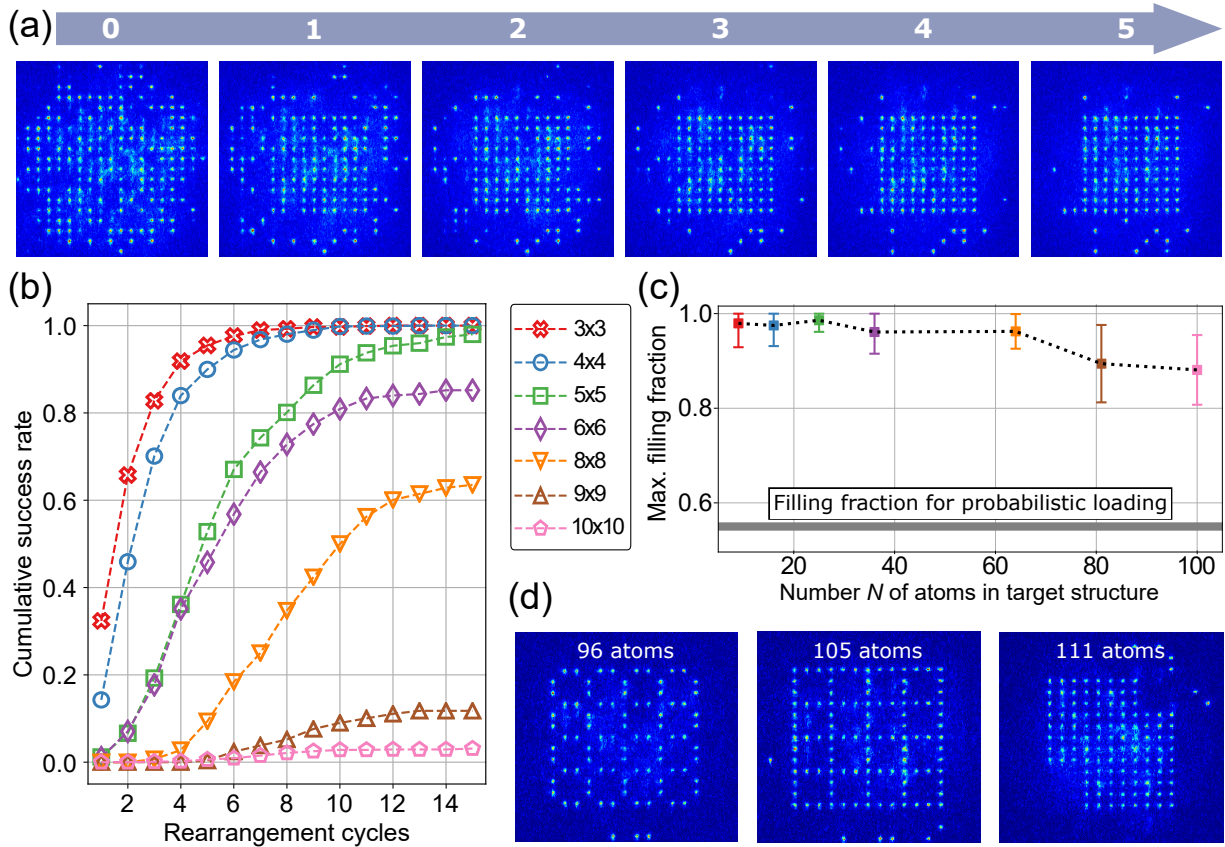 (a)
0 1 2 3 4 5
(b)
Cumulative success rate
1.0
0.8
0.6
0.4
0.2
0.0
2 4 6 8 10 12 14
Rearrangement cycles
3x3
4x4
5x5
6x6
8x8
9x9
10x10
(c)
Max. filling fraction
1.0
0.8
0.6
Filling fraction for probabilistic loading
20 40 60 80 100
Number N of atoms in target structure
(d)
96 atoms
105 atoms
111 atoms